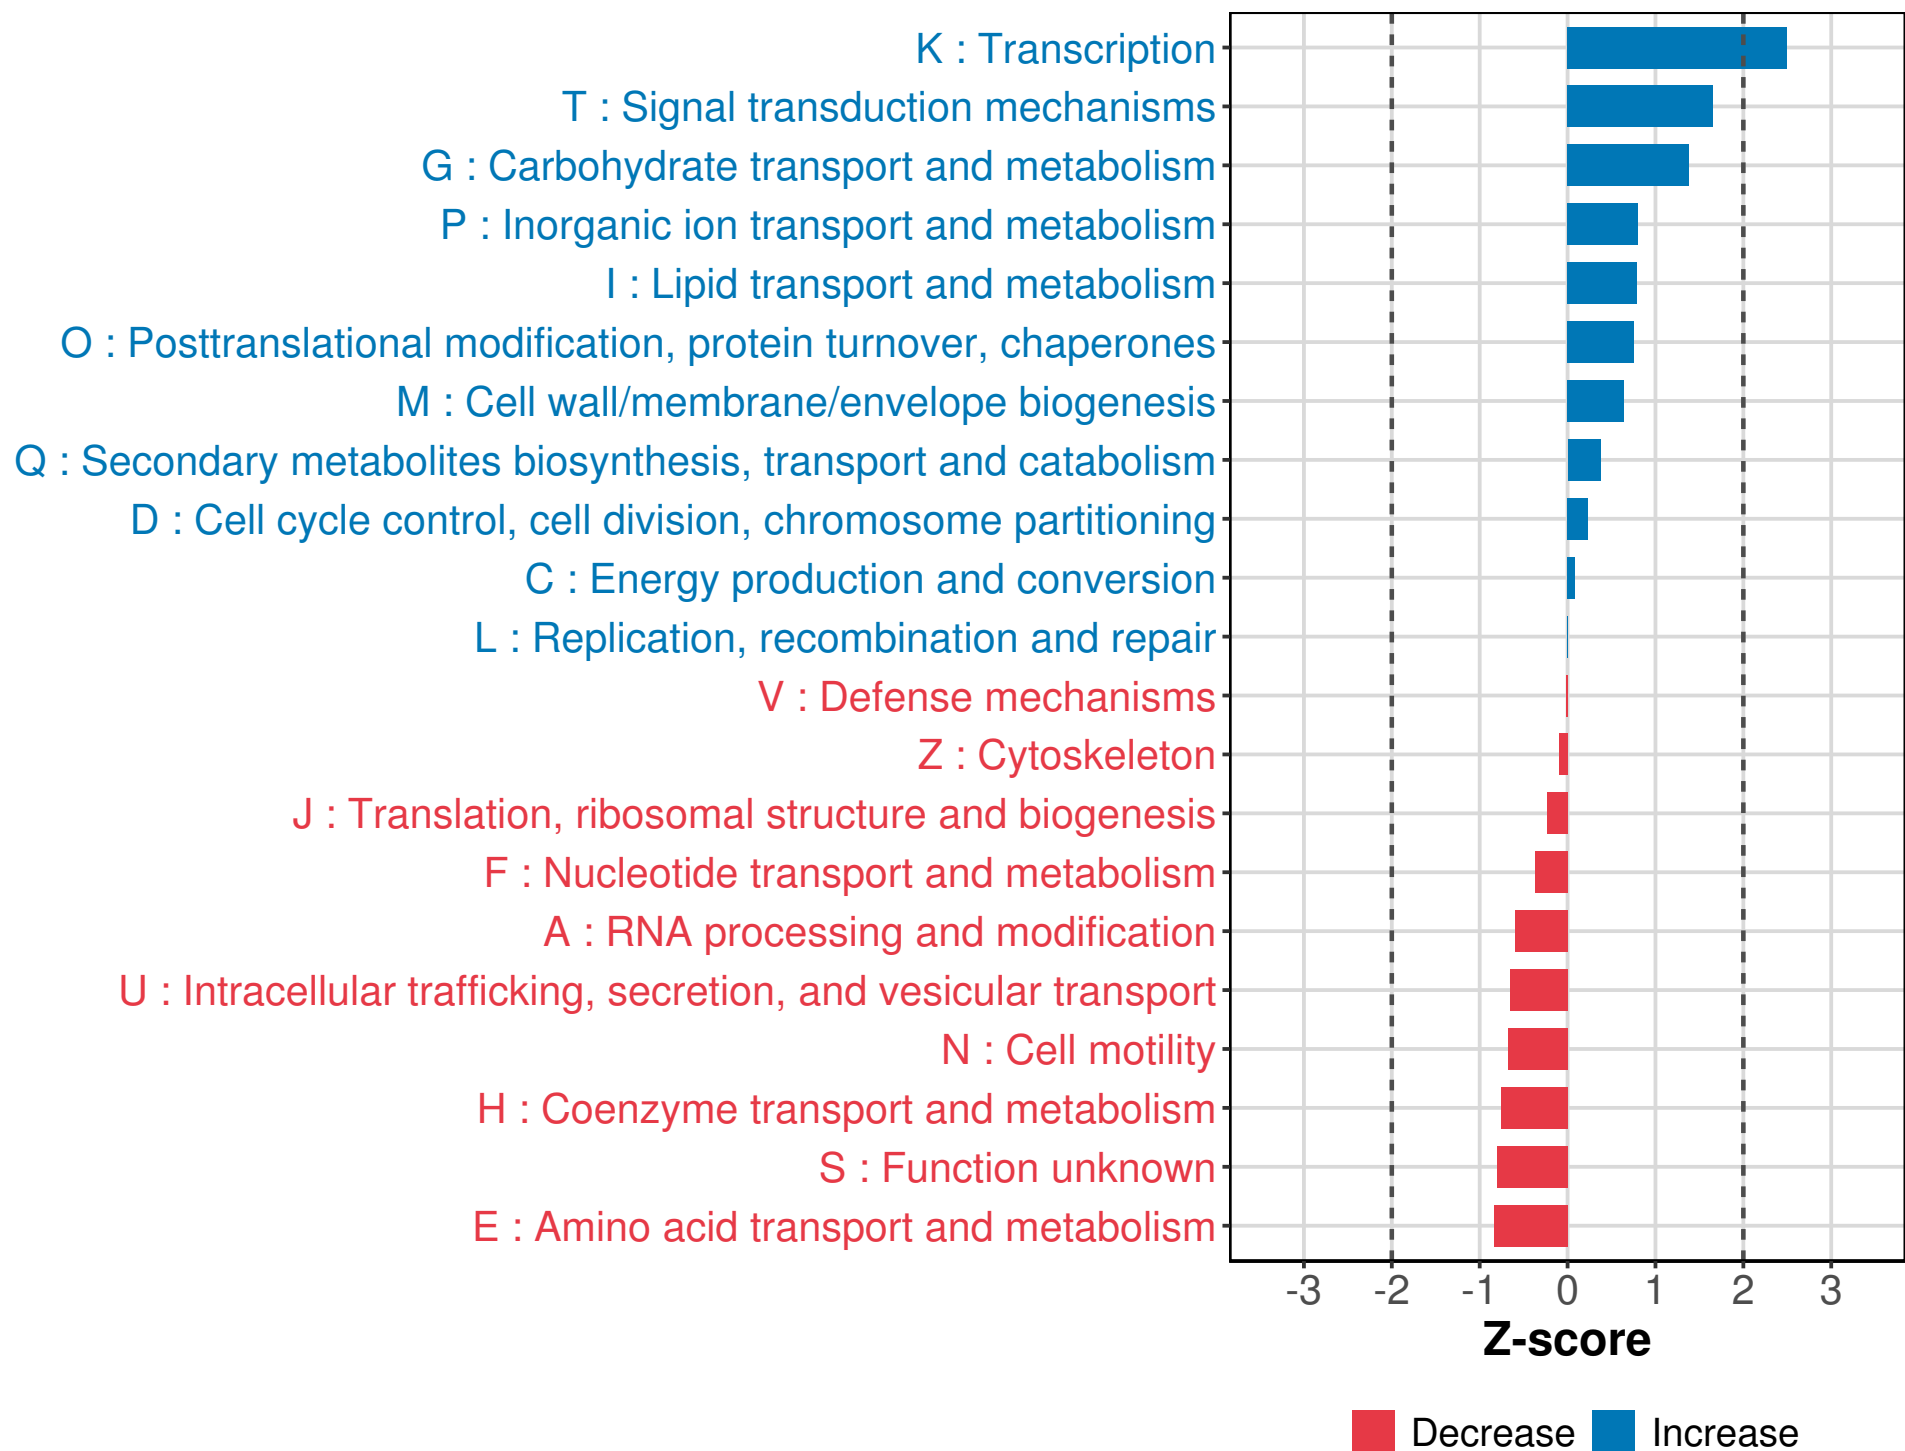 K : Transcription
T : Signal transduction mechanisms
G : Carbohydrate transport and metabolism
P : Inorganic ion transport and metabolism
I : Lipid transport and metabolism
O : Posttranslational modification, protein turnover, chaperones
M : Cell wall/membrane/envelope biogenesis
Q : Secondary metabolites biosynthesis, transport and catabolism
D : Cell cycle control, cell division, chromosome partitioning
C : Energy production and conversion
L : Replication, recombination and repair
V : Defense mechanisms
Z : Cytoskeleton
J : Translation, ribosomal structure and biogenesis
F : Nucleotide transport and metabolism
A : RNA processing and modification
U : Intracellular trafficking, secretion, and vesicular transport
N : Cell motility
H : Coenzyme transport and metabolism
S : Function unknown
E : Amino acid transport and metabolism
-3 -2 -1 0 1 2 3
Z-score
Decrease Increase